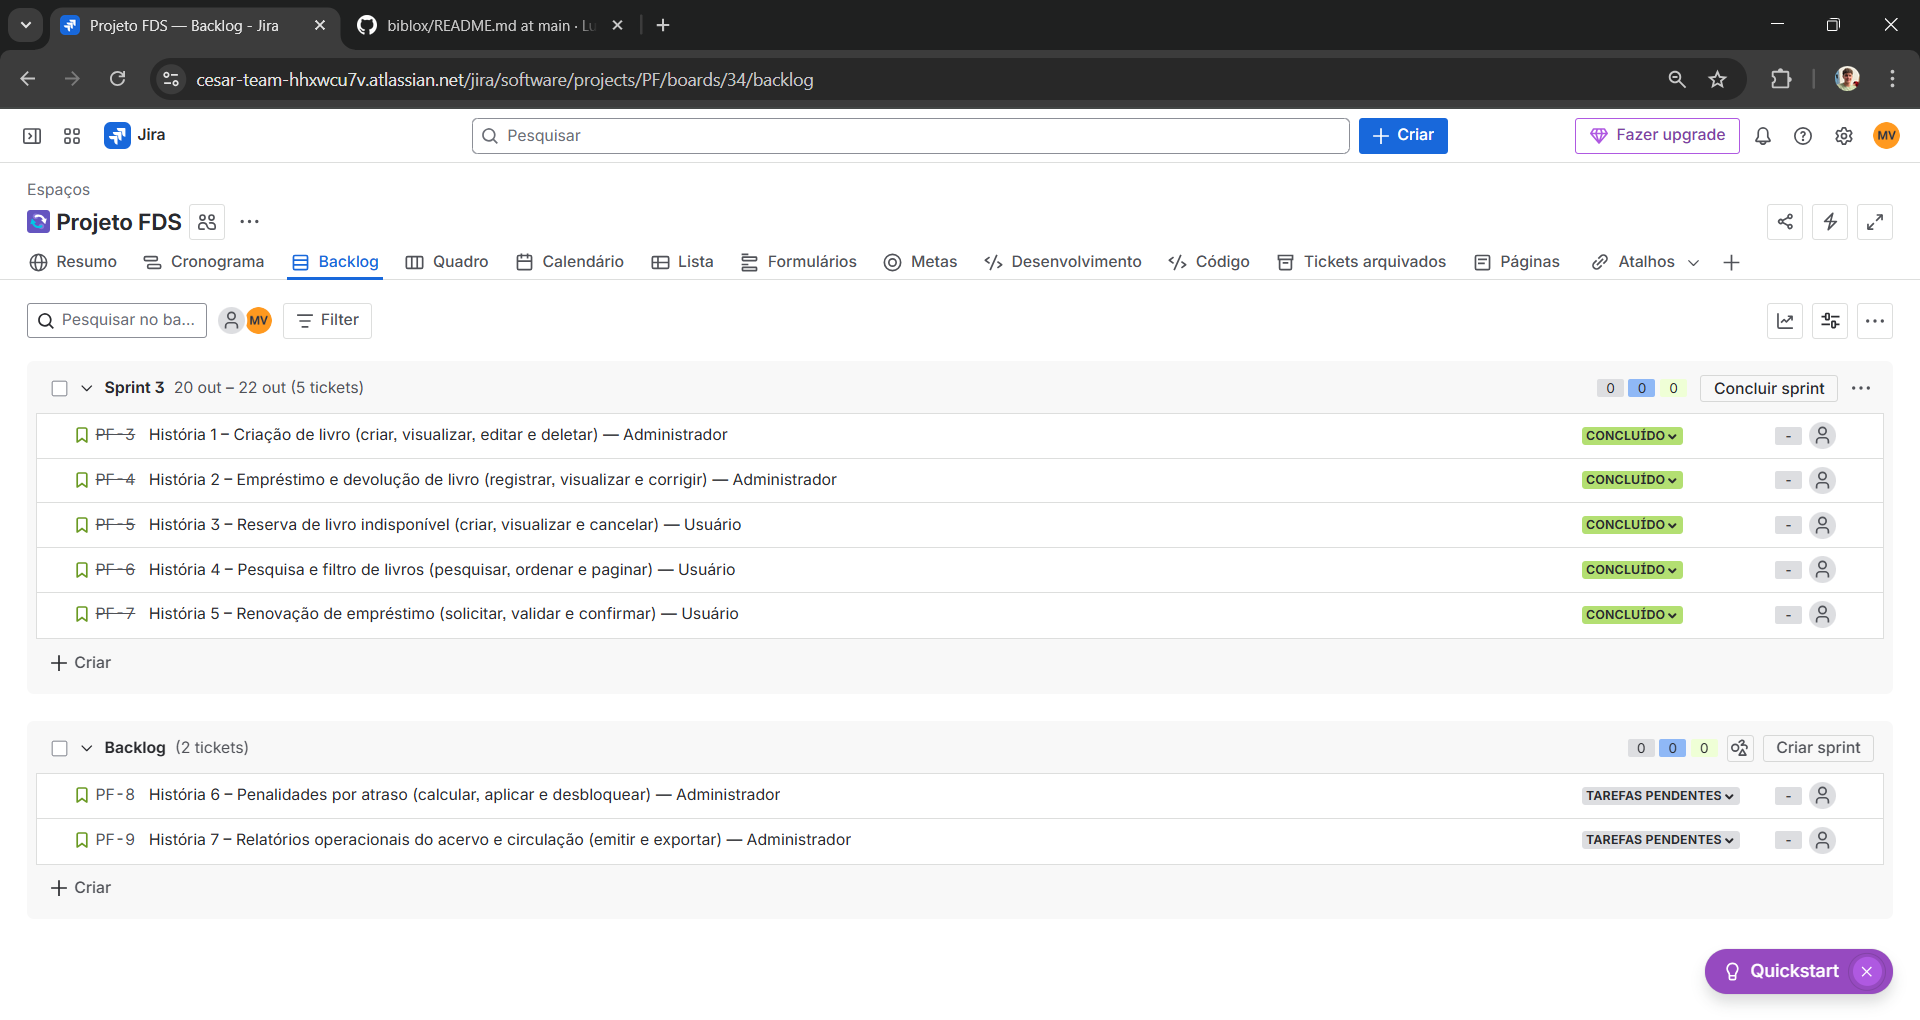 Projeto FDS — Backlog - Jira
biblox/README.md at main · Lu
cesar-team-hhxwcu7v.atlassian.net/jira/software/projects/PF/boards/34/backlog
Jira
Pesquisar
Criar
Fazer upgrade
MV
Espaços
Projeto FDS
Resumo
Cronograma
Backlog
Quadro
Calendário
Lista
Formulários
Metas
Desenvolvimento
Código
Tickets arquivados
Páginas
Atalhos
Pesquisar no ba...
MV
Filter
Sprint 3 20 out – 22 out (5 tickets)
0 0 0
Concluir sprint
PF-3 História 1 – Criação de livro (criar, visualizar, editar e deletar) — Administrador CONCLUÍDO -
PF-4 História 2 – Empréstimo e devolução de livro (registrar, visualizar e corrigir) — Administrador CONCLUÍDO -
PF-5 História 3 – Reserva de livro indisponível (criar, visualizar e cancelar) — Usuário CONCLUÍDO -
PF-6 História 4 – Pesquisa e filtro de livros (pesquisar, ordenar e paginar) — Usuário CONCLUÍDO -
PF-7 História 5 – Renovação de empréstimo (solicitar, validar e confirmar) — Usuário CONCLUÍDO -
Criar
Backlog (2 tickets)
0 0 0
Criar sprint
PF-8 História 6 – Penalidades por atraso (calcular, aplicar e desbloquear) — Administrador TAREFAS PENDENTES -
PF-9 História 7 – Relatórios operacionais do acervo e circulação (emitir e exportar) — Administrador TAREFAS PENDENTES -
Criar
Quickstart